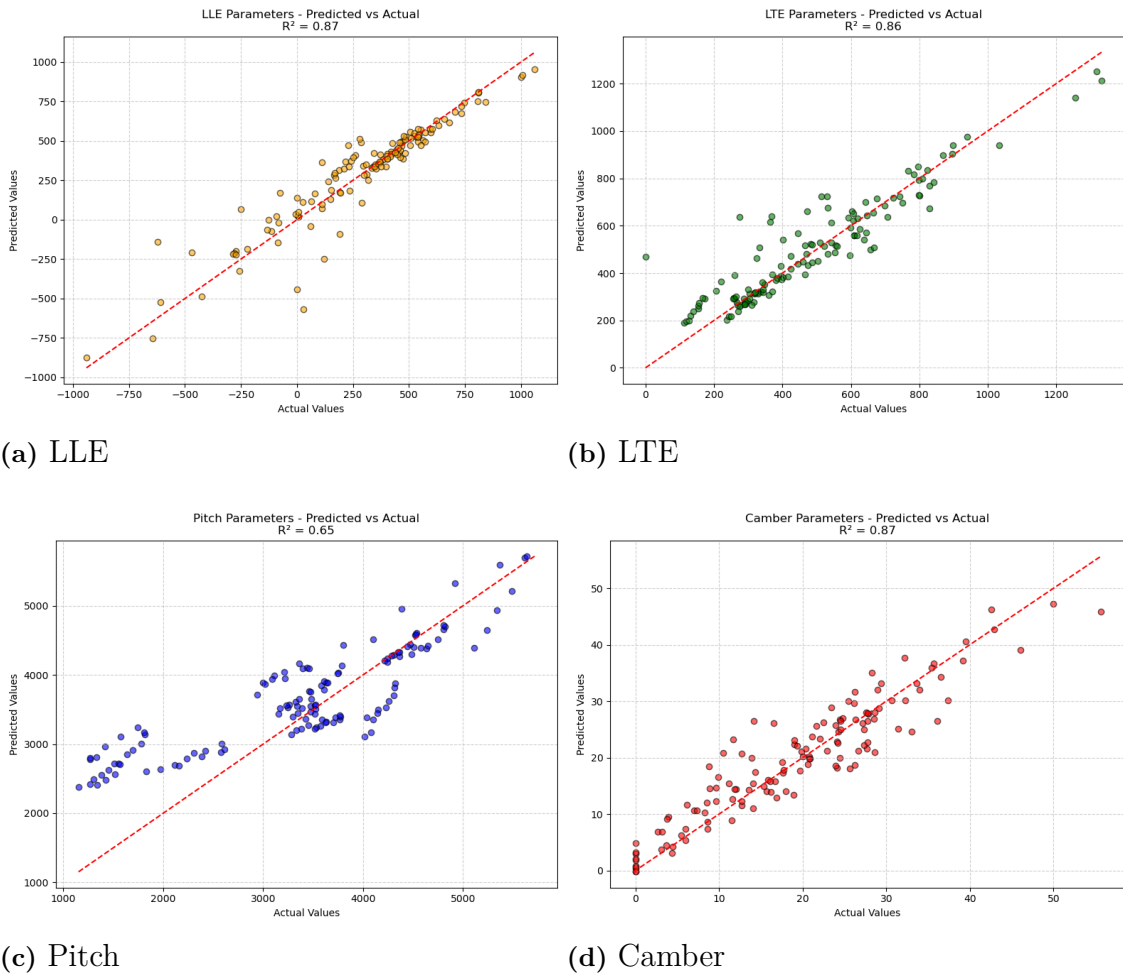 LLE Parameters - Predicted vs Actual
R² = 0.87
1000
750
500
250
0
−250
−500
−750
−1000
Predicted Values
−1000 −750 −500 −250 0 250 500 750 1000
Actual Values
(a) LLE
LTE Parameters - Predicted vs Actual
R² = 0.86
1200
1000
800
600
400
200
0
Predicted Values
0 200 400 600 800 1000 1200
Actual Values
(b) LTE
Pitch Parameters - Predicted vs Actual
R² = 0.65
5000
4000
3000
2000
1000
Predicted Values
1000 2000 3000 4000 5000
Actual Values
(c) Pitch
Camber Parameters - Predicted vs Actual
R² = 0.87
50
40
30
20
10
0
Predicted Values
0 10 20 30 40 50
Actual Values
(d) Camber